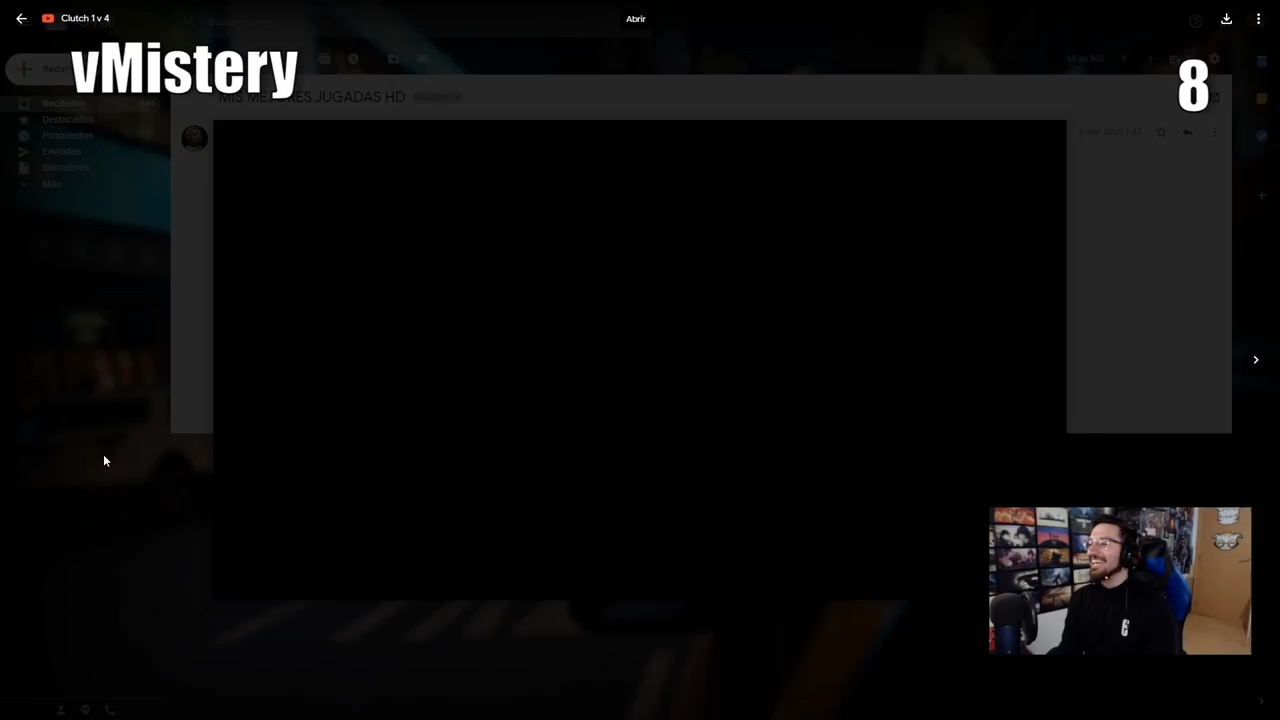 Clutch 1 v 4
Abrir
vMistery
8
MIS MEJORES JUGADAS HD
Recibidos
Destacados
Pospuestos
Enviados
Borradores
Más